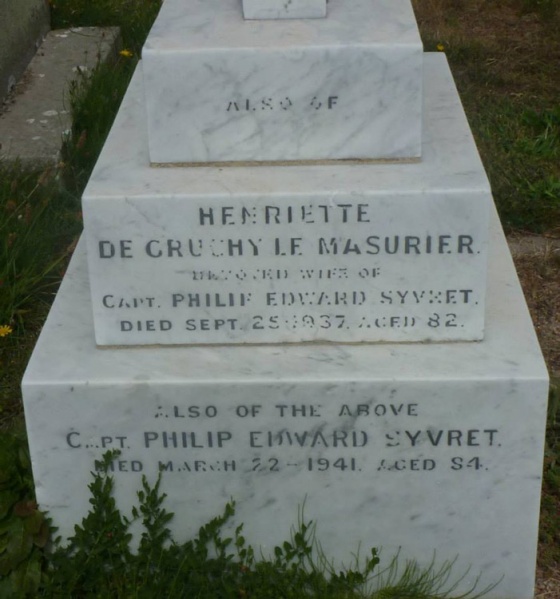 ALSO OF
HENRIETTE
DE GRUCHY LE MASURIER.
DEVOTED WIFE OF
CAPT. PHILIP EDWARD SYVRET.
DIED SEPT. 25 1937. AGED 82.
ALSO OF THE ABOVE
CAPT. PHILIP EDWARD SYVRET.
DIED MARCH 22 - 1941. AGED 84.